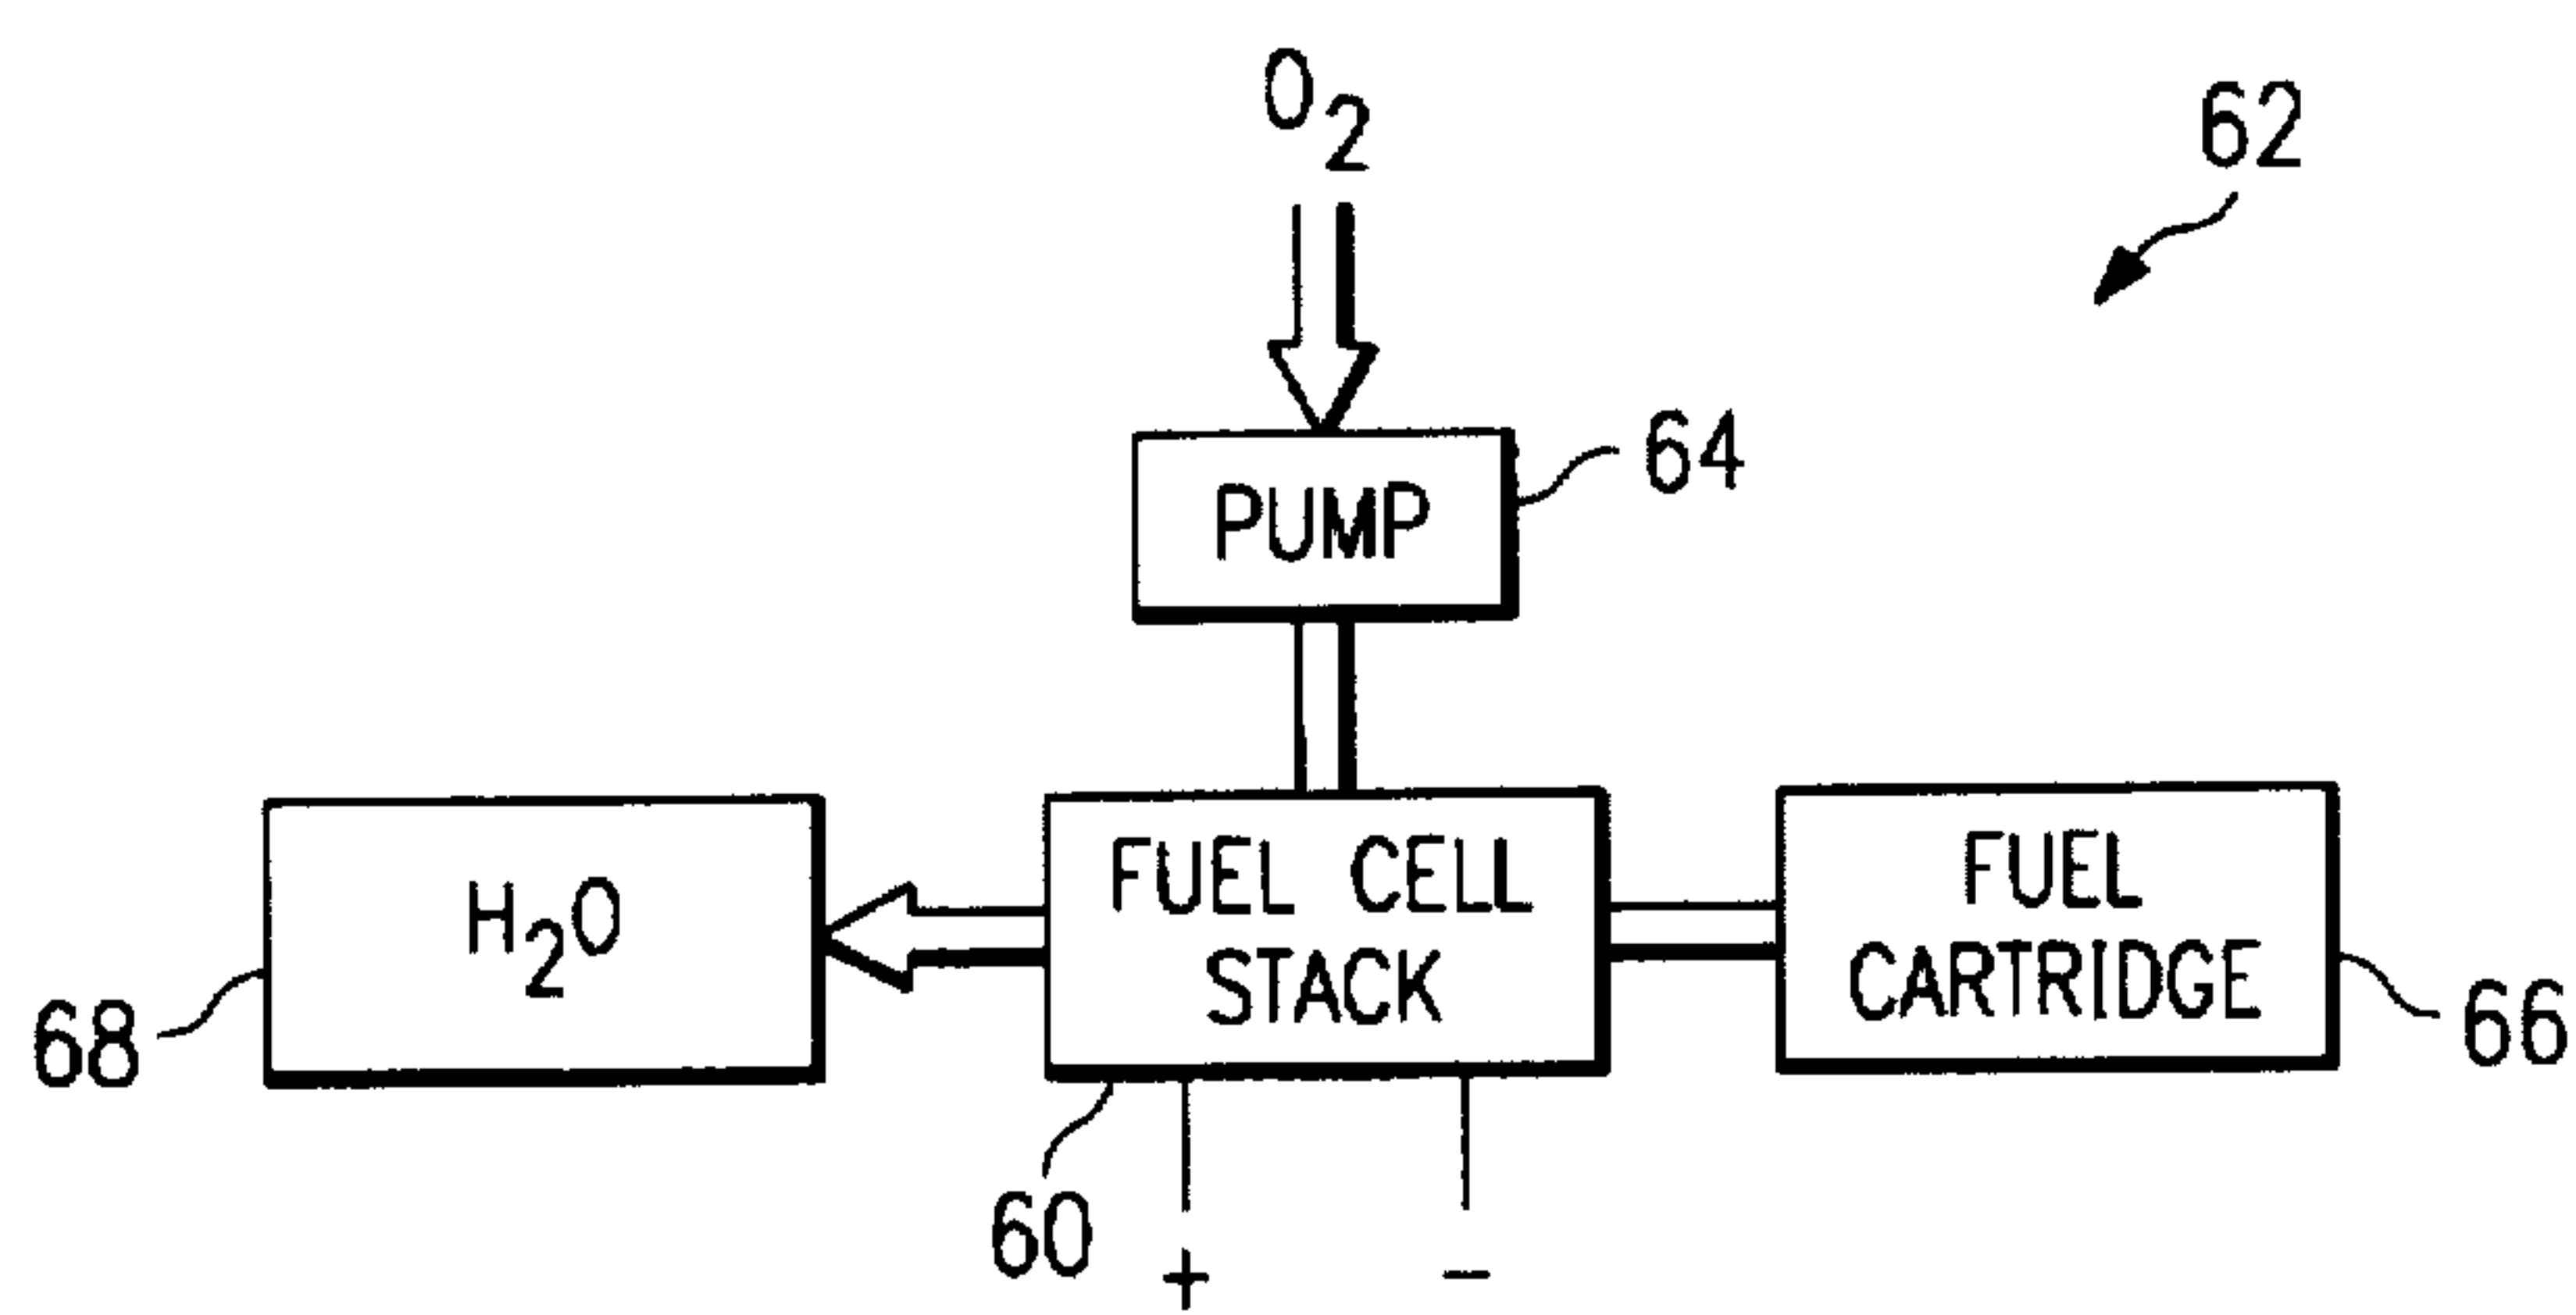 O2
62
PUMP
64
H2O
FUEL CELL
STACK
FUEL
CARTRIDGE
68
66
60
+
−